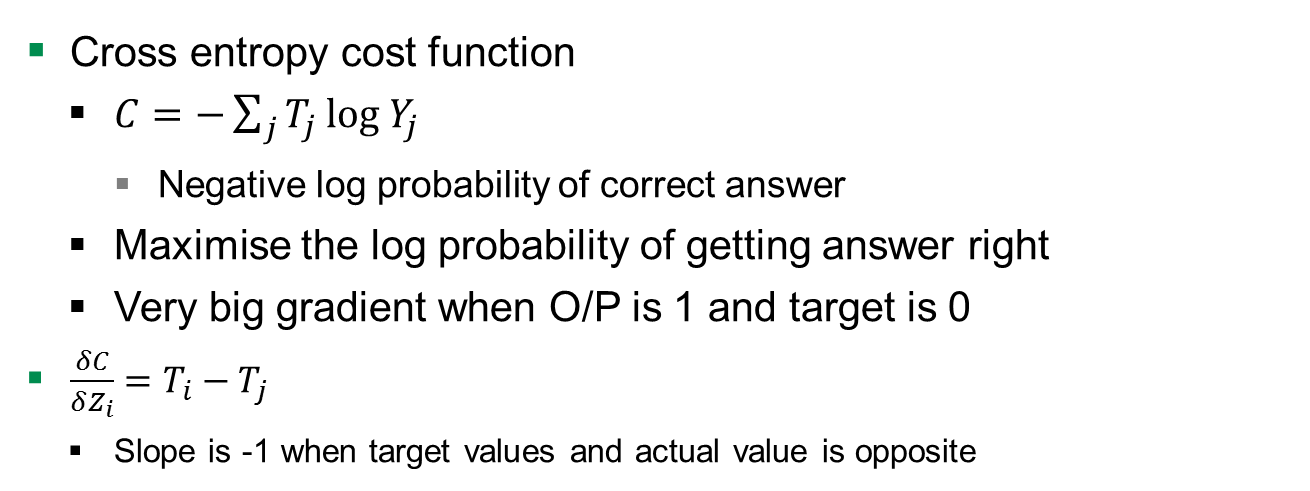 Cross entropy cost function
C = −∑_j T_j log Y_j
Negative log probability of correct answer
Maximise the log probability of getting answer right
Very big gradient when O/P is 1 and target is 0
δC/δZ_i = T_i − T_j
Slope is -1 when target values and actual value is opposite